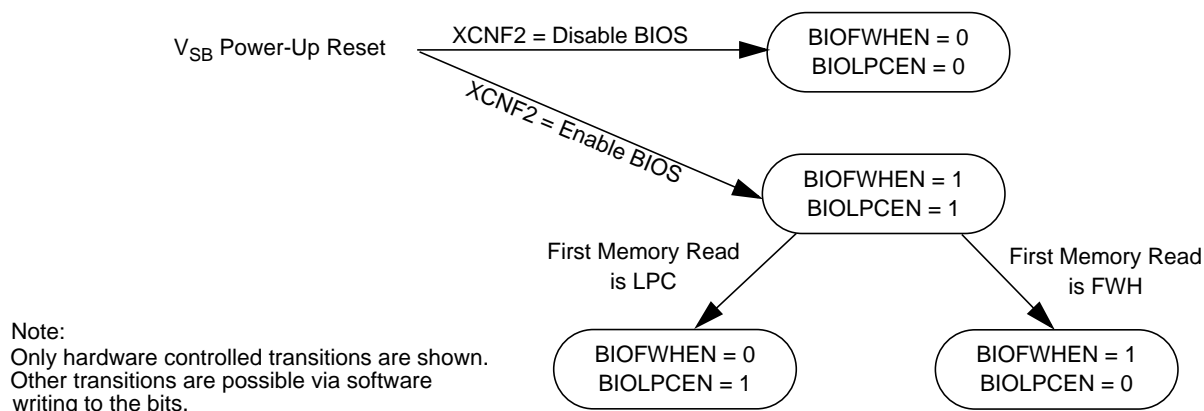 V_SB Power-Up Reset
XCNF2 = Disable BIOS
BIOFWHEN = 0
BIOLPCEN = 0
XCNF2 = Enable BIOS
BIOFWHEN = 1
BIOLPCEN = 1
First Memory Read
is LPC
First Memory Read
is FWH
BIOFWHEN = 0
BIOLPCEN = 1
BIOFWHEN = 1
BIOLPCEN = 0
Note:
Only hardware controlled transitions are shown.
Other transitions are possible via software
writing to the bits.